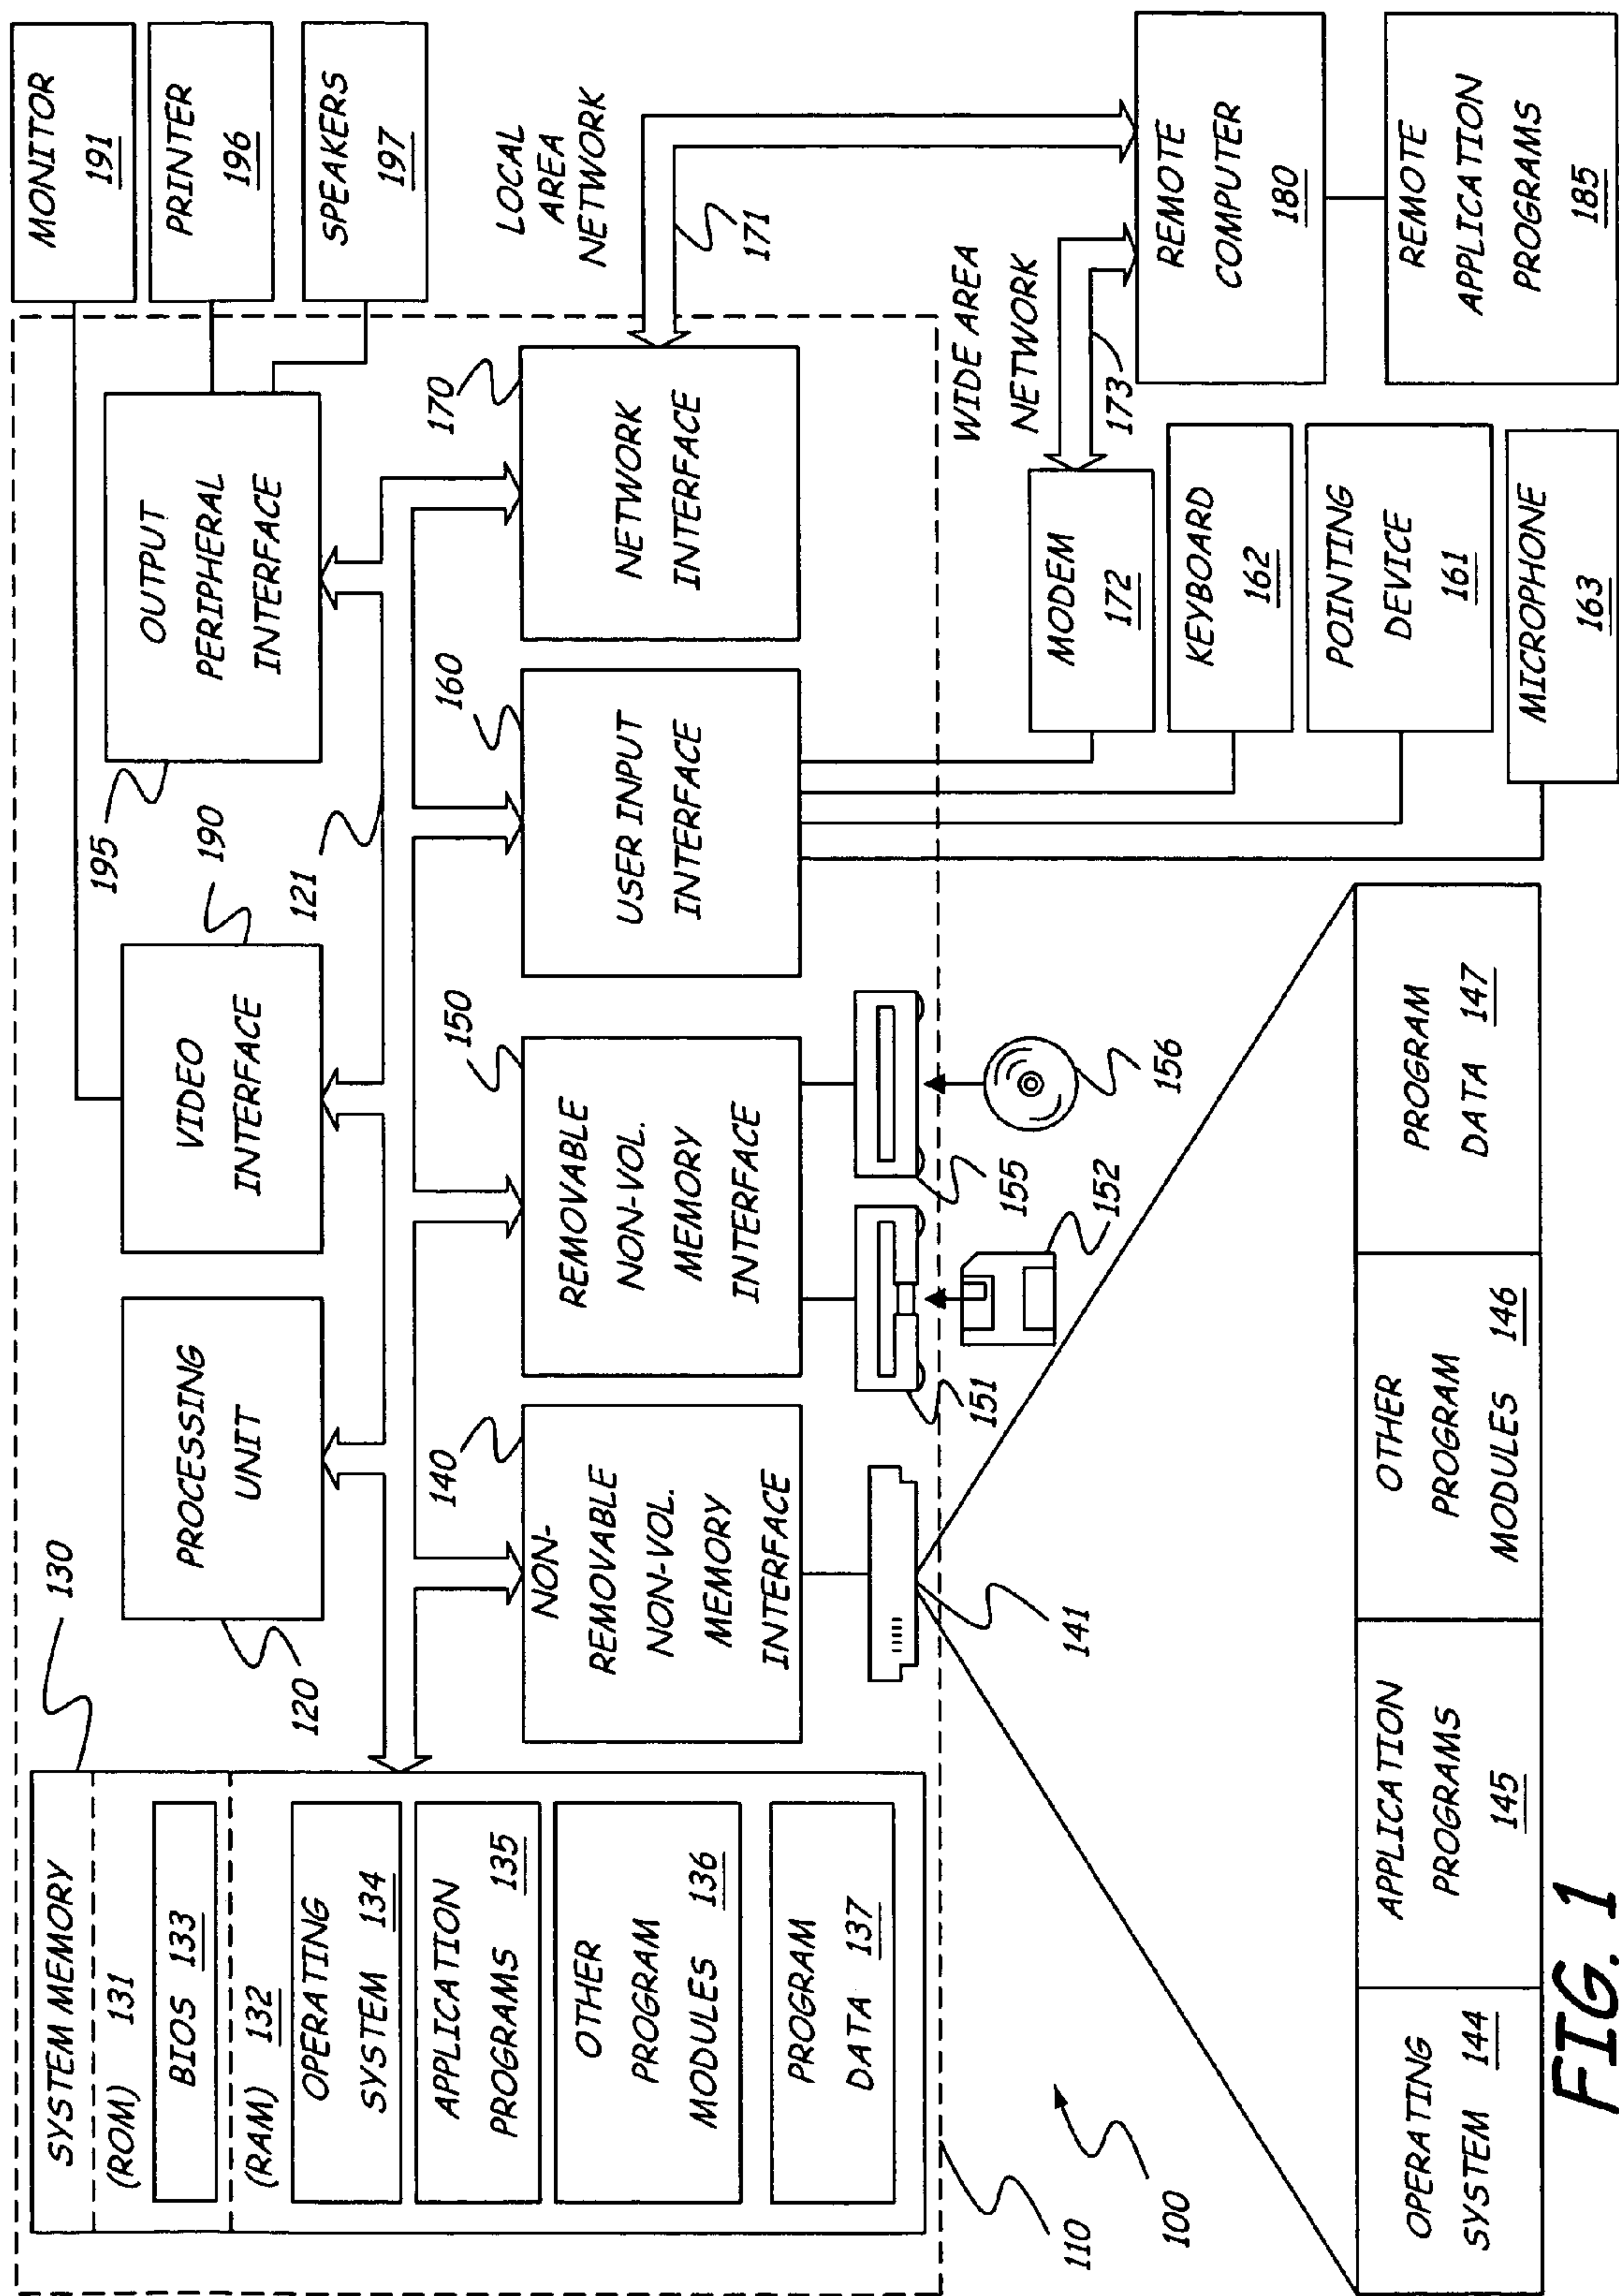 SYSTEM MEMORY
(ROM) 131
BIOS 133
(RAM) 132
OPERATING
SYSTEM 134
APPLICATION
PROGRAMS 135
OTHER
PROGRAM
MODULES 136
PROGRAM
DATA 137
130
PROCESSING
UNIT
120
VIDEO
INTERFACE
190
OUTPUT
PERIPHERAL
INTERFACE
195
121
MONITOR
191
PRINTER
196
SPEAKERS
197
NON-
REMOVABLE
NON-VOL.
MEMORY
INTERFACE
140
REMOVABLE
NON-VOL.
MEMORY
INTERFACE
150
USER INPUT
INTERFACE
160
NETWORK
INTERFACE
170
LOCAL
AREA
NETWORK
171
141
151
152
155
156
WIDE AREA
NETWORK
173
MODEM
172
KEYBOARD
162
POINTING
DEVICE
161
MICROPHONE
163
REMOTE
COMPUTER
180
REMOTE
APPLICATION
PROGRAMS
185
110
100
OPERATING
SYSTEM 144
APPLICATION
PROGRAMS
145
OTHER
PROGRAM
MODULES 146
PROGRAM
DATA 147
FIG. 1